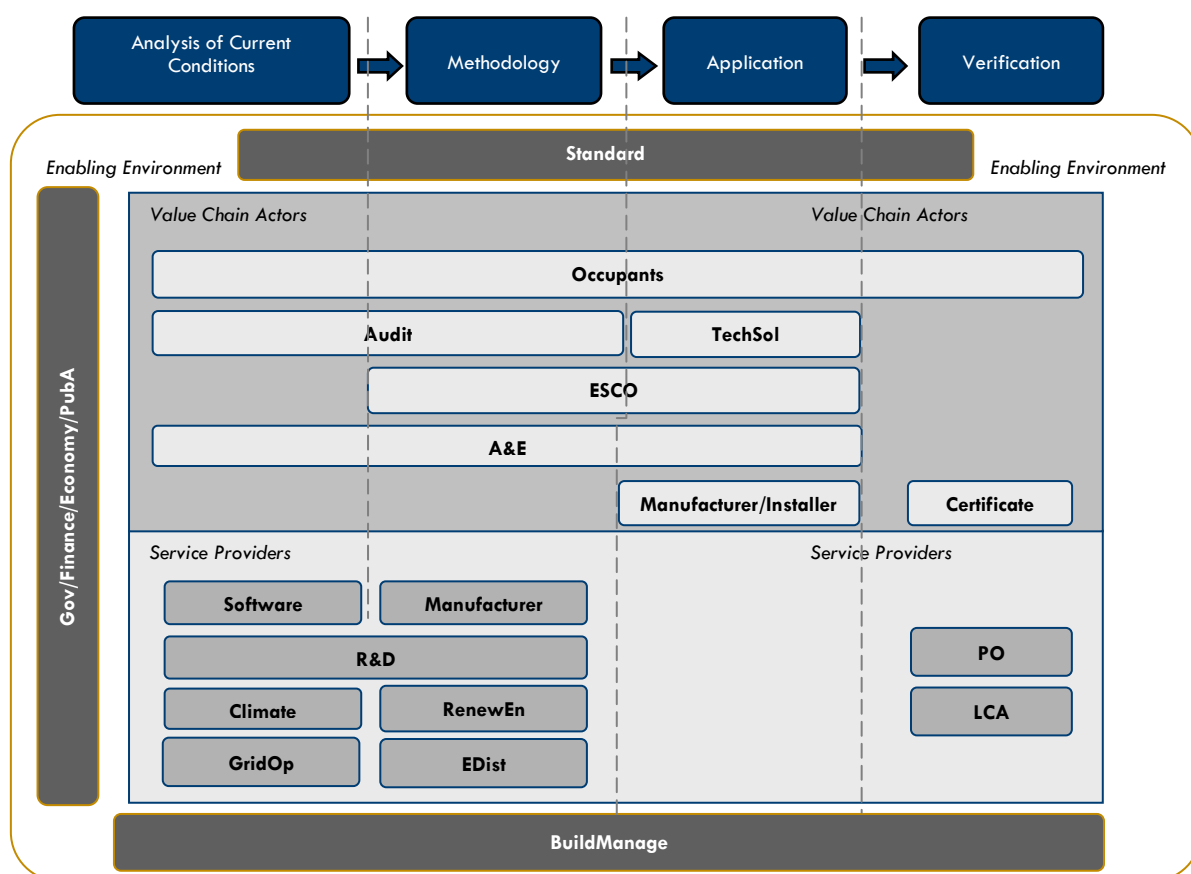 Analysis of Current
Conditions
Methodology
Application
Verification
Standard
Enabling Environment
Enabling Environment
Gov/Finance/Economy/PubA
Value Chain Actors
Value Chain Actors
Occupants
Audit
TechSol
ESCO
A&E
Manufacturer/Installer
Certificate
Service Providers
Service Providers
Software
Manufacturer
R&D
PO
Climate
RenewEn
LCA
GridOp
EDist
BuildManage